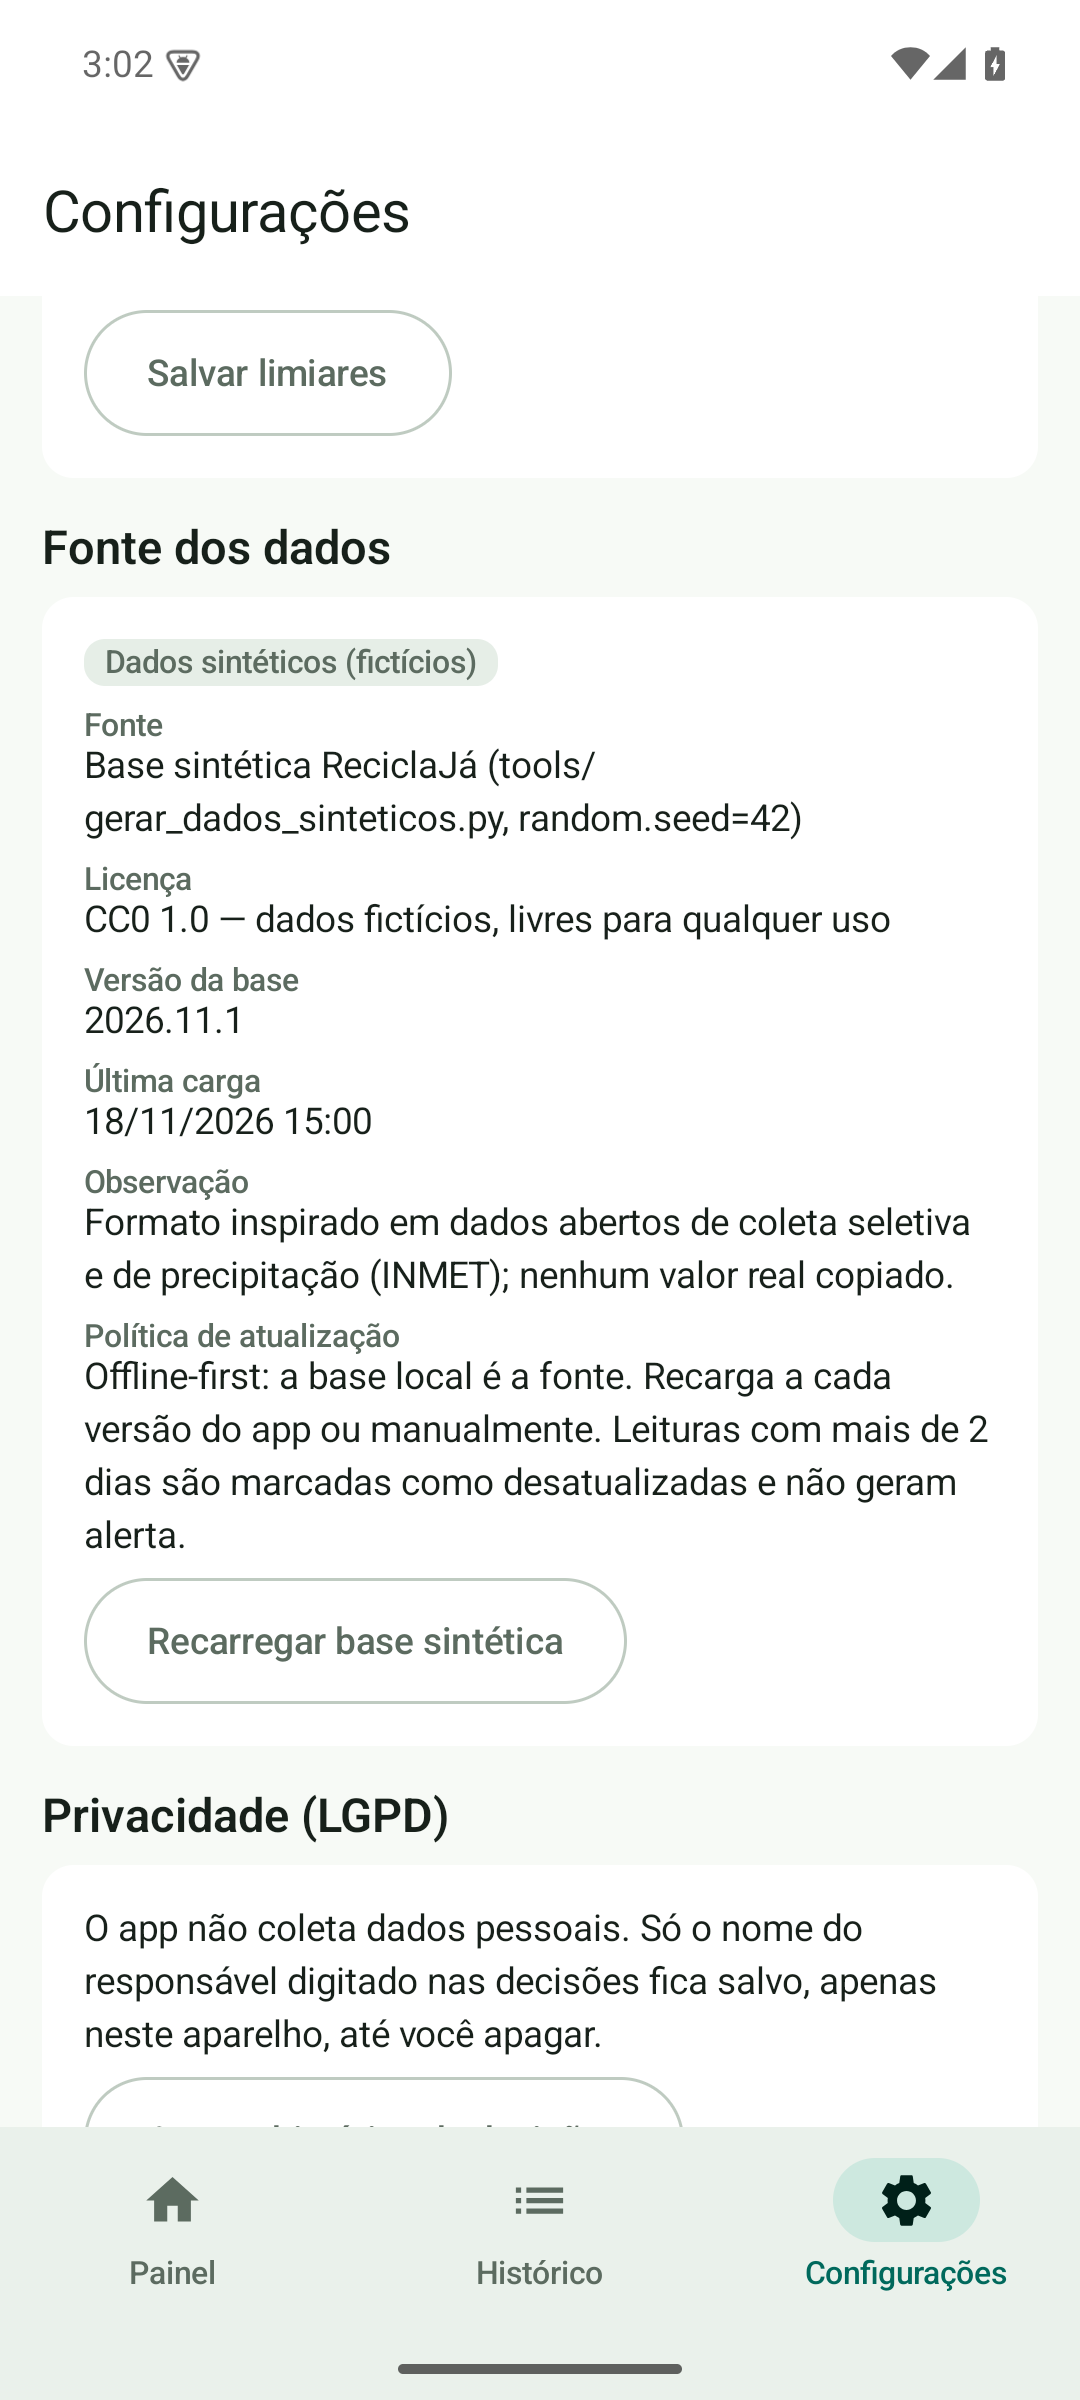 3:02
Configurações
Salvar limiares
Fonte dos dados
Dados sintéticos (fictícios)
Fonte
Base sintética ReciclaJá (tools/
gerar_dados_sinteticos.py, random.seed=42)
Licença
CC0 1.0 — dados fictícios, livres para qualquer uso
Versão da base
2026.11.1
Última carga
18/11/2026 15:00
Observação
Formato inspirado em dados abertos de coleta seletiva
e de precipitação (INMET); nenhum valor real copiado.
Política de atualização
Offline-first: a base local é a fonte. Recarga a cada
versão do app ou manualmente. Leituras com mais de 2
dias são marcadas como desatualizadas e não geram
alerta.
Recarregar base sintética
Privacidade (LGPD)
O app não coleta dados pessoais. Só o nome do
responsável digitado nas decisões fica salvo, apenas
neste aparelho, até você apagar.
Painel
Histórico
Configurações